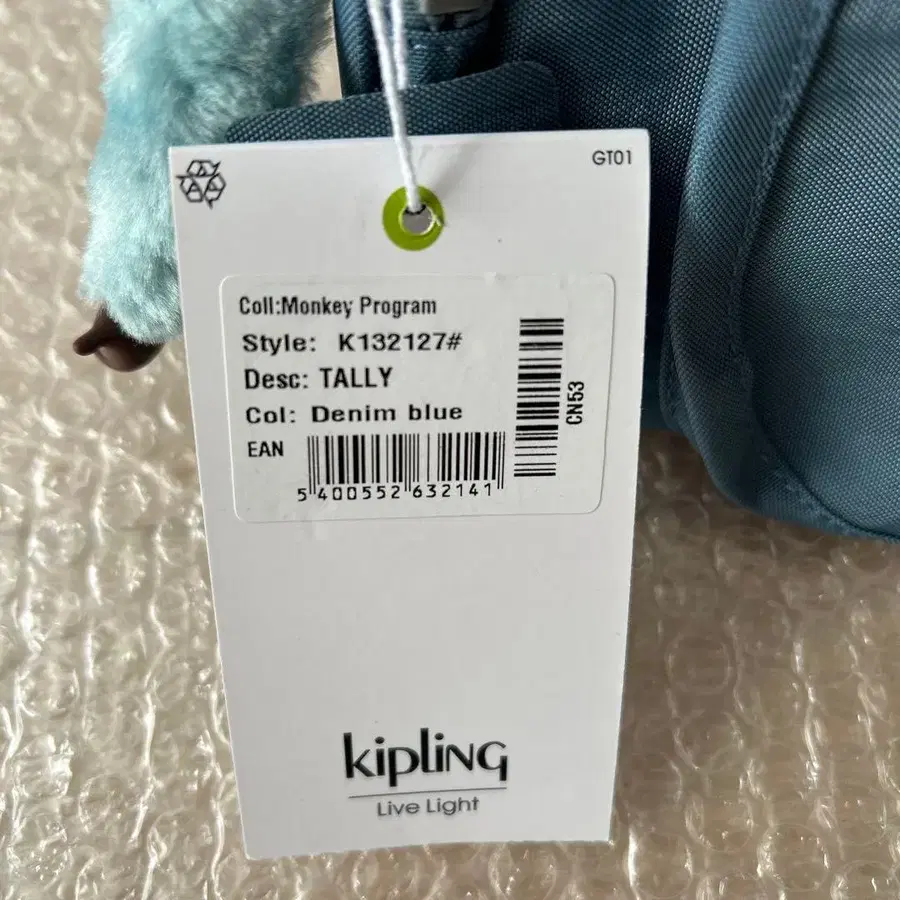 GT01
Coll:Monkey Program
Style: K132127#
Desc: TALLY
Col: Denim blue
EAN
5 400552 632141
CN53
kipling
Live Light